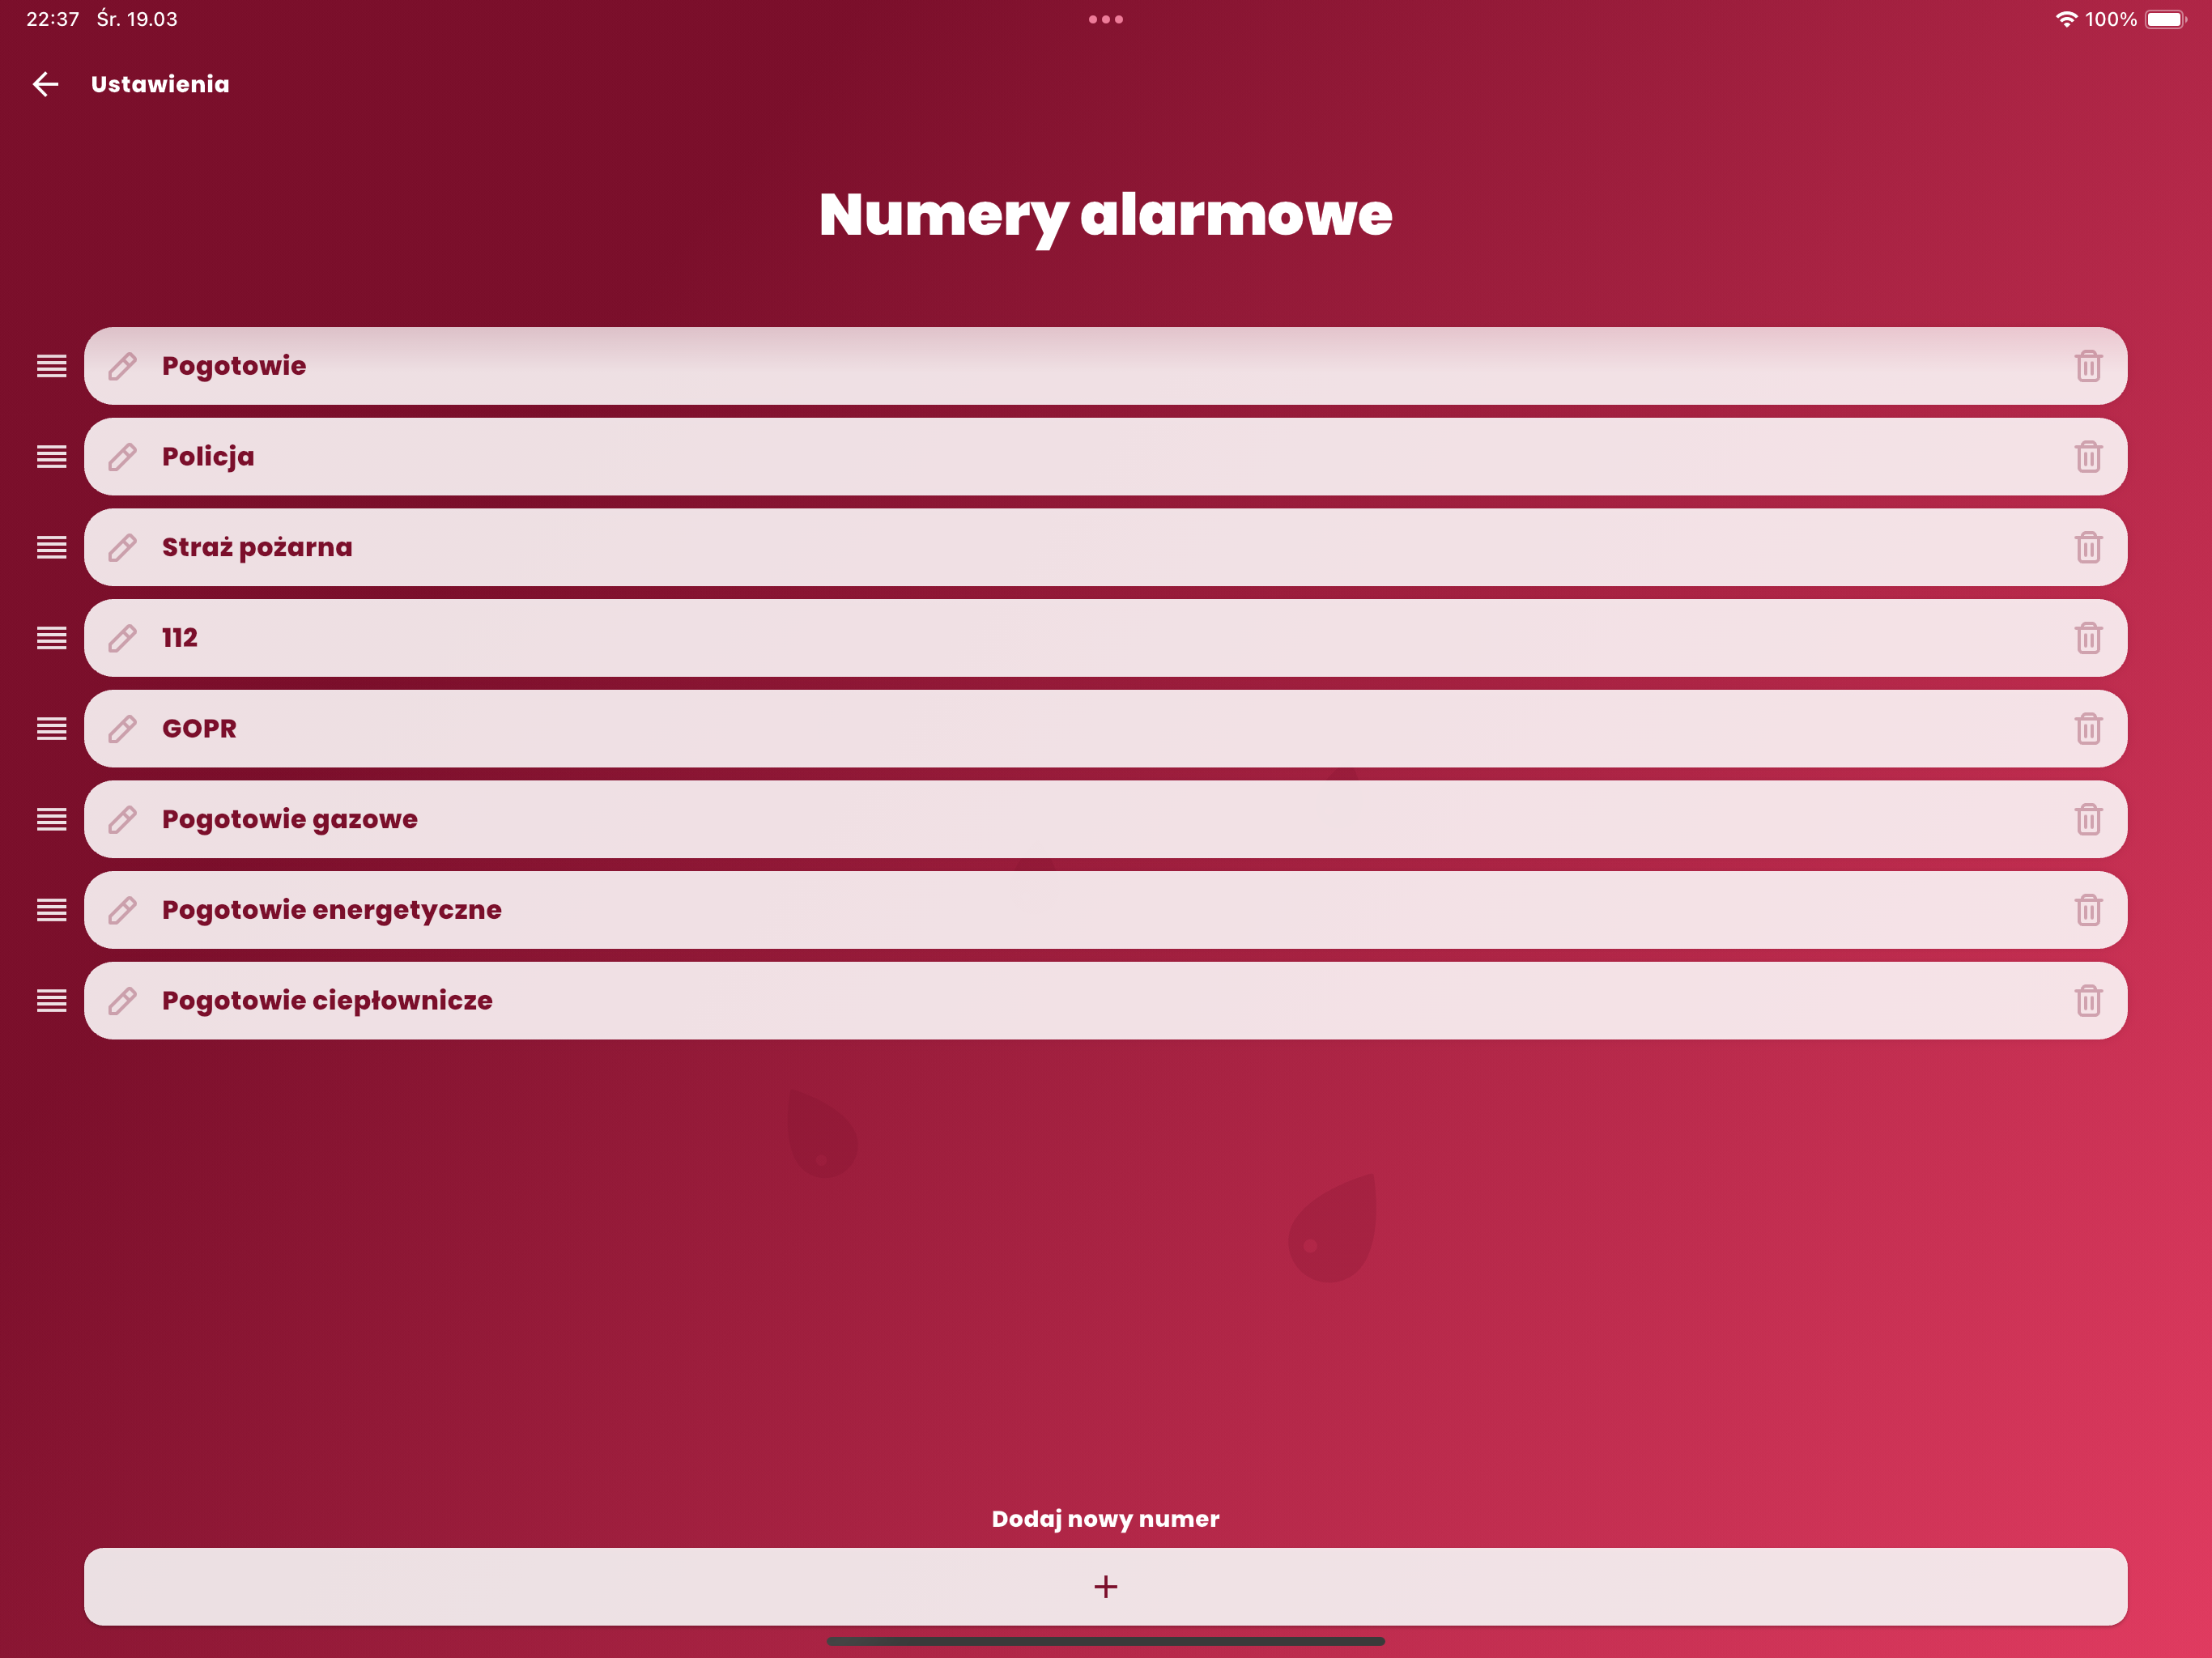 22:37 Śr. 19.03
100%
Ustawienia
Numery alarmowe
Pogotowie
Policja
Straż pożarna
112
GOPR
Pogotowie gazowe
Pogotowie energetyczne
Pogotowie ciepłownicze
Dodaj nowy numer
+